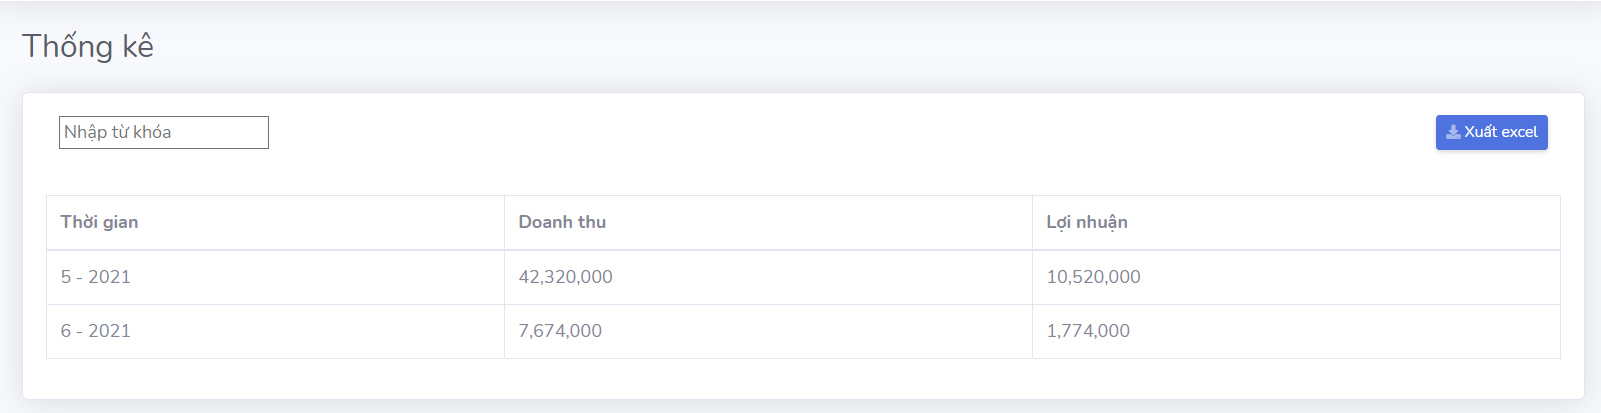 Thống kê
Nhập từ khóa
Xuất excel
Thời gian Doanh thu Lợi nhuận
5 - 2021 42,320,000 10,520,000
6 - 2021 7,674,000 1,774,000